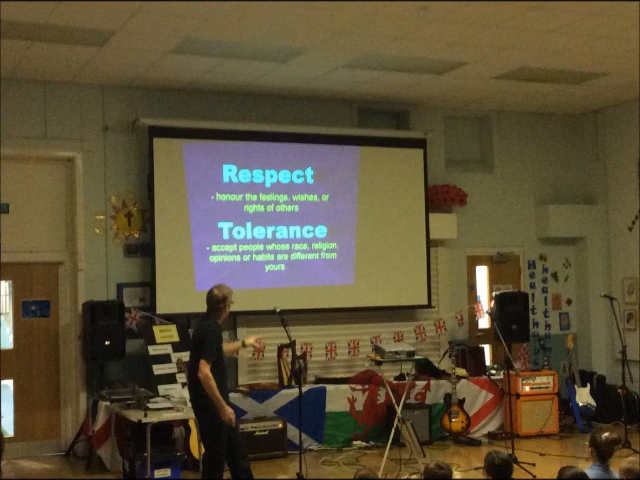 Respect
- honour the feelings, wishes, or
rights of others
Tolerance
- accept people whose race, religion,
opinions or habits are different from
yours
Marshall